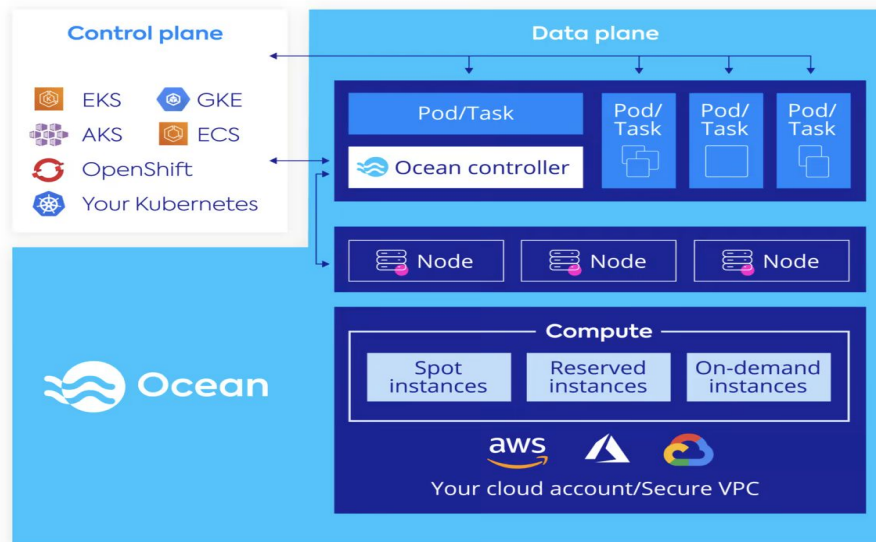 Control plane
EKS
GKE
AKS
ECS
OpenShift
Your Kubernetes
Data plane
Pod/Task
Pod/
Task
Pod/
Task
Pod/
Task
Ocean controller
Node
Node
Node
Compute
Spot
instances
Reserved
instances
On-demand
instances
aws
Your cloud account/Secure VPC
Ocean